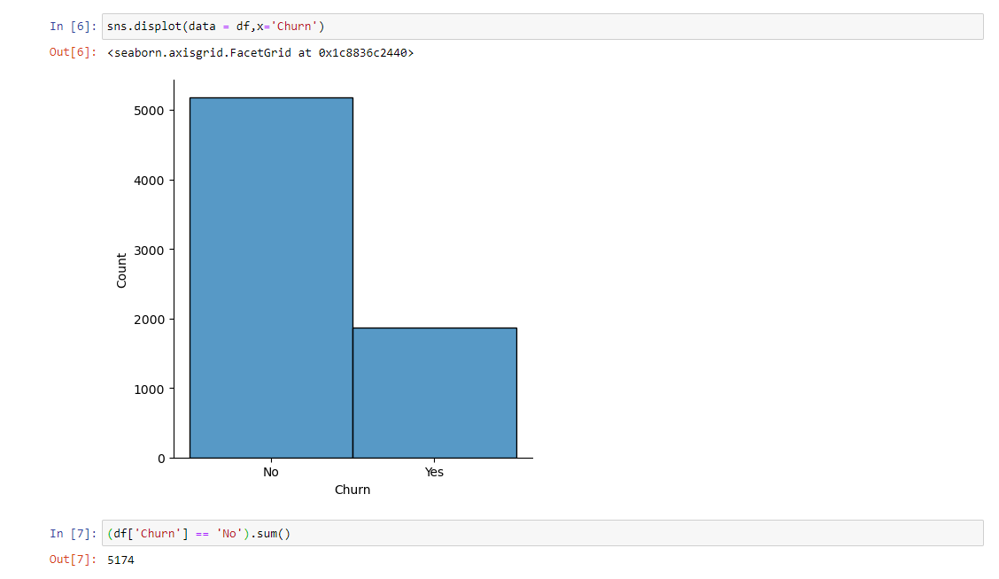 In [6]: sns.displot(data = df,x='Churn')
Out[6]: <seaborn.axisgrid.FacetGrid at 0x1c8836c2440>
5000
4000
3000
2000
1000
0
Count
No Yes
Churn
In [7]: (df['Churn'] == 'No').sum()
Out[7]: 5174